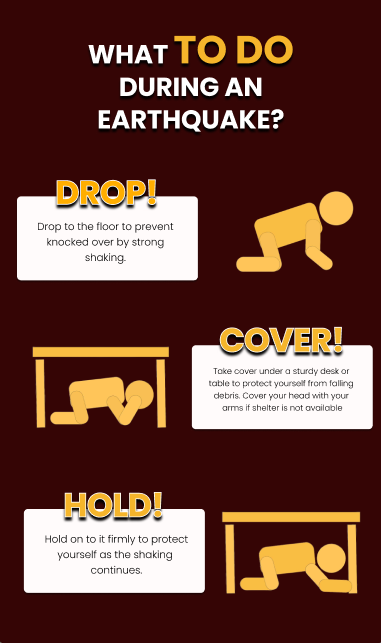 WHAT TO DO
DURING AN
EARTHQUAKE?
DROP!
Drop to the floor to prevent
knocked over by strong
shaking.
COVER!
Take cover under a sturdy desk or
table to protect yourself from falling
debris. Cover your head with your
arms if shelter is not available
HOLD!
Hold on to it firmly to protect
yourself as the shaking
continues.